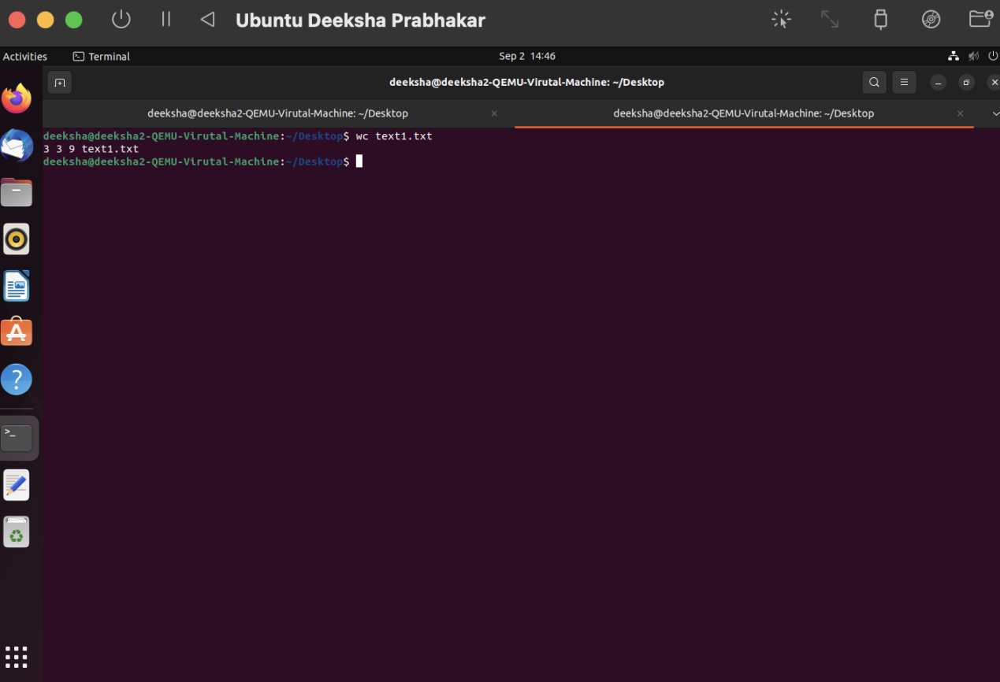 Ubuntu Deeksha Prabhakar
Activities Terminal Sep 2 14:46
deeksha@deeksha2-QEMU-Virutal-Machine: ~/Desktop
deeksha@deeksha2-QEMU-Virutal-Machine: ~/Desktop deeksha@deeksha2-QEMU-Virutal-Machine: ~/Desktop
deeksha@deeksha2-QEMU-Virutal-Machine:~/Desktop$ wc text1.txt
3 3 9 text1.txt
deeksha@deeksha2-QEMU-Virutal-Machine:~/Desktop$